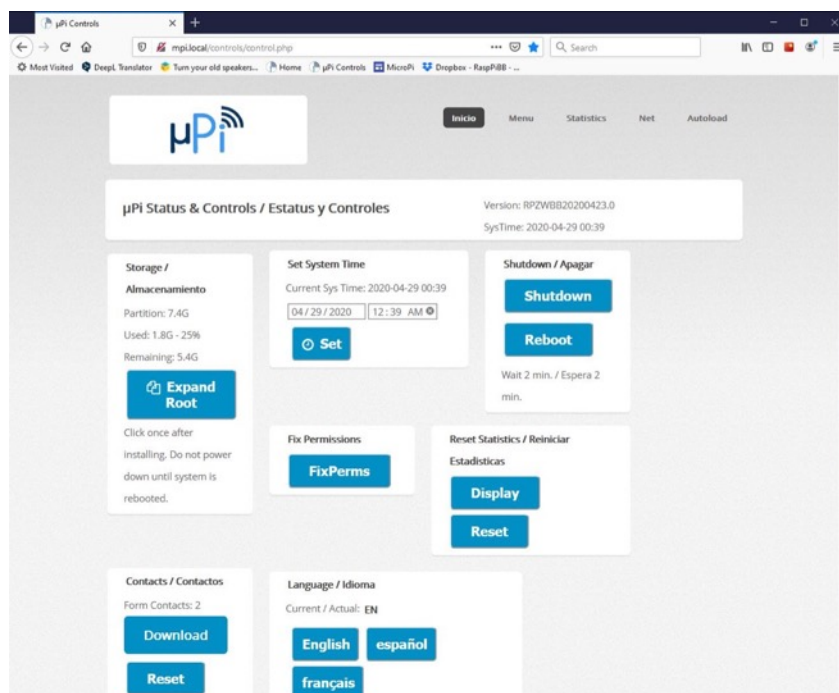 µPi Controls
mpi.local/controls/control.php
Search
Most Visited DeepL Translator Turn your old speakers... Home µPi Controls MicroPi Dropbox - RaspPiBB - ...
µPi
Inicio Menu Statistics Net Autoload
µPi Status & Controls / Estatus y Controles
Version: RPZWBB20200423.0
SysTime: 2020-04-29 00:39
Storage /
Almacenamiento
Partition: 7.4G
Used: 1.8G - 25%
Remaining: 5.4G
Expand
Root
Click once after
installing. Do not power
down until system is
rebooted.
Set System Time
Current Sys Time: 2020-04-29 00:39
04/29/2020 12:39 AM
Set
Shutdown / Apagar
Shutdown
Reboot
Wait 2 min. / Espera 2
min.
Fix Permissions
FixPerms
Reset Statistics / Reiniciar
Estadisticas
Display
Reset
Contacts / Contactos
Form Contacts: 2
Download
Reset
Language / Idioma
Current / Actual: EN
English español
français